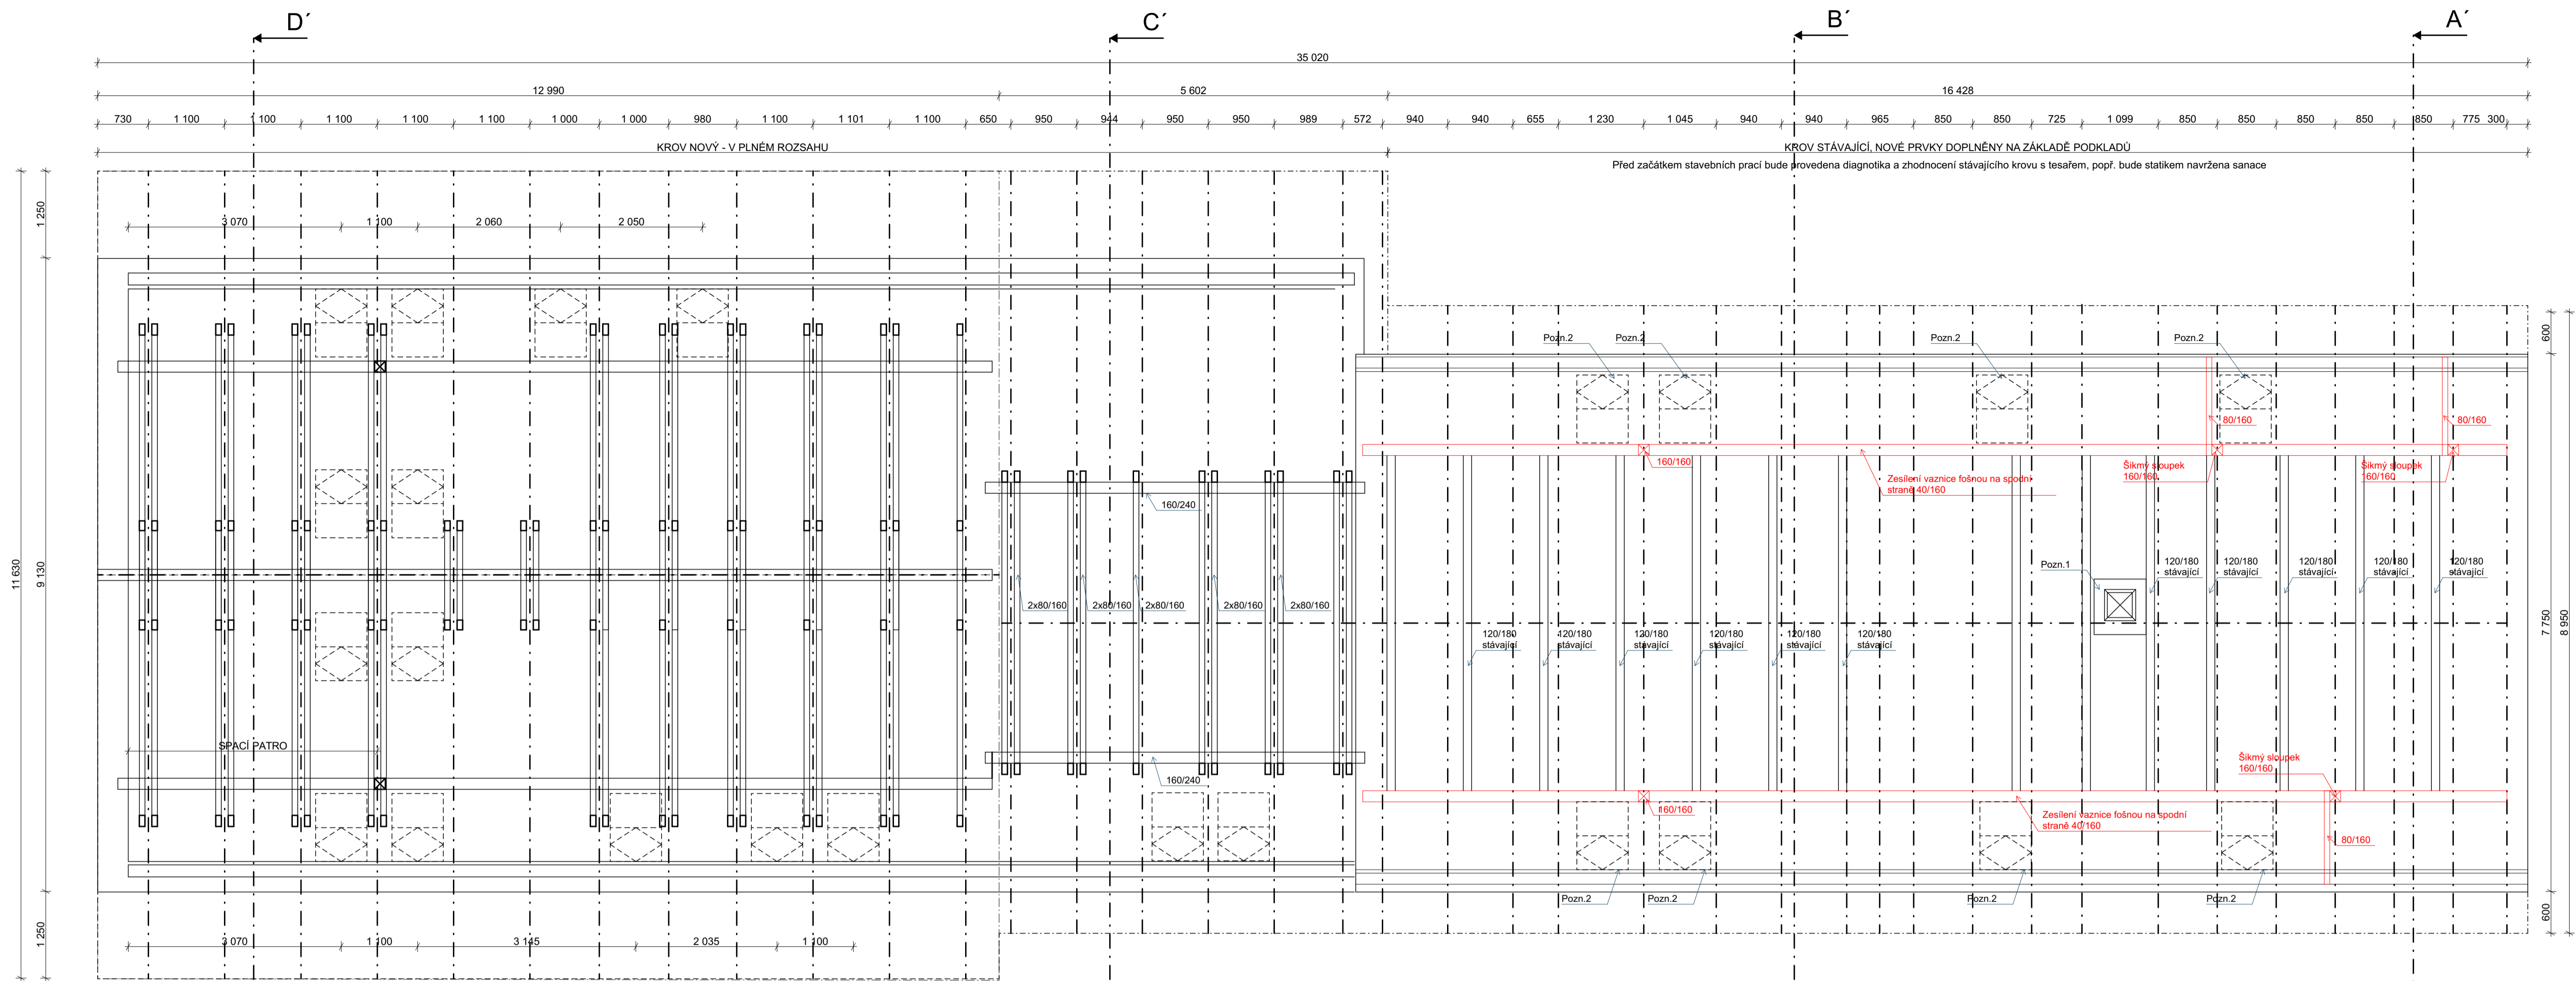 D´
C´
B´
A´
35 020
12 990
5 602
16 428
730
1 100
1 100
1 100
1 100
1 100
1 000
1 000
980
1 100
1 101
1 100
650
950
944
950
950
989
572
940
940
655
1 230
1 045
940
940
965
850
850
725
1 099
850
850
850
850
850
775
300
KROV NOVÝ - V PLNÉM ROZSAHU
KROV STÁVAJÍCÍ, NOVÉ PRVKY DOPLNĚNY NA ZÁKLADĚ PODKLADŮ
Před začátkem stavebních prací bude provedena diagnotika a zhodnocení stávajícího krovu s tesařem, popř. bude statikem navržena sanace
1 250
9 130
1 250
11 630
3 070
1 100
2 060
2 050
600
7 750
600
8 950
Pozn.2
Pozn.2
Pozn.2
Pozn.2
80/160
80/160
160/160
Šikmý sloupek
160/160
Šikmý sloupek
160/160
Zesílení vaznice fošnou na spodní
straně 40/160
160/240
Pozn.1
120/180
stávající
120/180
stávající
120/180
stávající
120/180
stávající
120/180
stávající
2x80/160
2x80/160
2x80/160
2x80/160
2x80/160
120/180
stávající
120/180
stávající
120/180
stávající
120/180
stávající
120/180
stávající
120/180
stávající
SPACÍ PATRO
160/240
Šikmý sloupek
160/160
160/160
Zesílení vaznice fošnou na spodní
straně 40/160
80/160
Pozn.2
Pozn.2
Pozn.2
Pozn.2
3 070
1 100
3 145
2 035
1 100